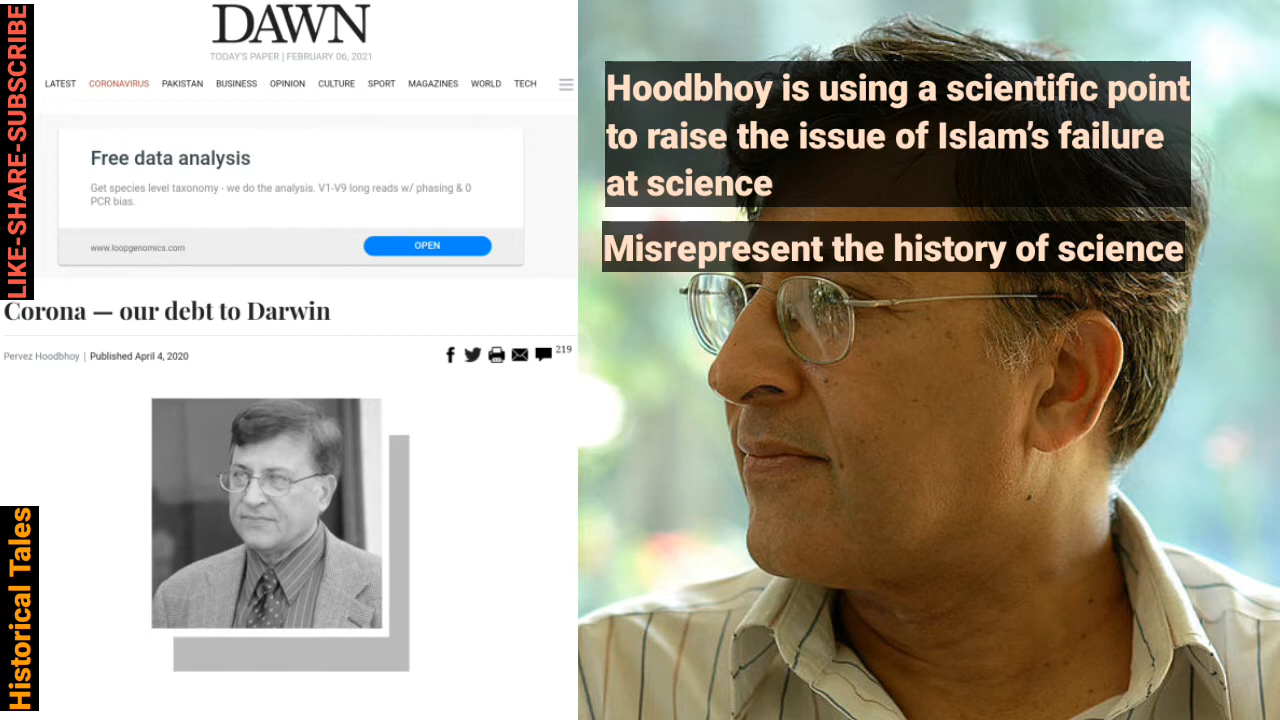 LIKE-SHARE-SUBSCRIBE
Historical Tales
DAWN
TODAY'S PAPER | FEBRUARY 06, 2021
LATEST CORONAVIRUS PAKISTAN BUSINESS OPINION CULTURE SPORT MAGAZINES WORLD TECH
Free data analysis
Get species level taxonomy - we do the analysis. V1-V9 long reads w/ phasing & 0
PCR bias.
www.loopgenomics.com
OPEN
Corona — our debt to Darwin
Pervez Hoodbhoy | Published April 4, 2020
219
Hoodbhoy is using a scientific point
to raise the issue of Islam’s failure
at science
Misrepresent the history of science